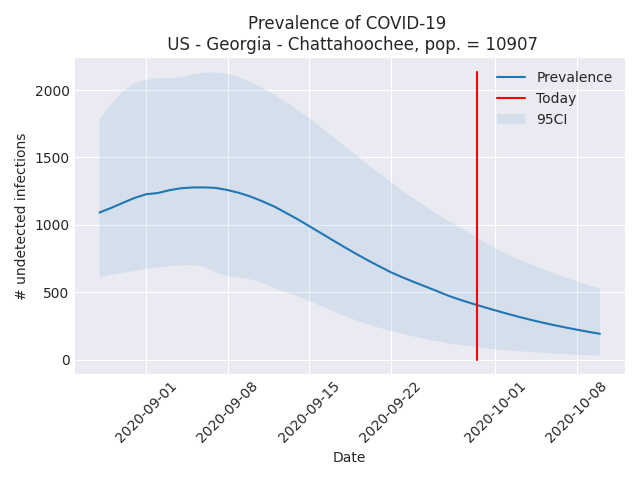 Prevalence of COVID-19
US - Georgia - Chattahoochee, pop. = 10907
Prevalence
Today
95CI
# undetected infections
2000
1500
1000
500
0
2020-09-01
2020-09-08
2020-09-15
2020-09-22
2020-10-01
2020-10-08
Date